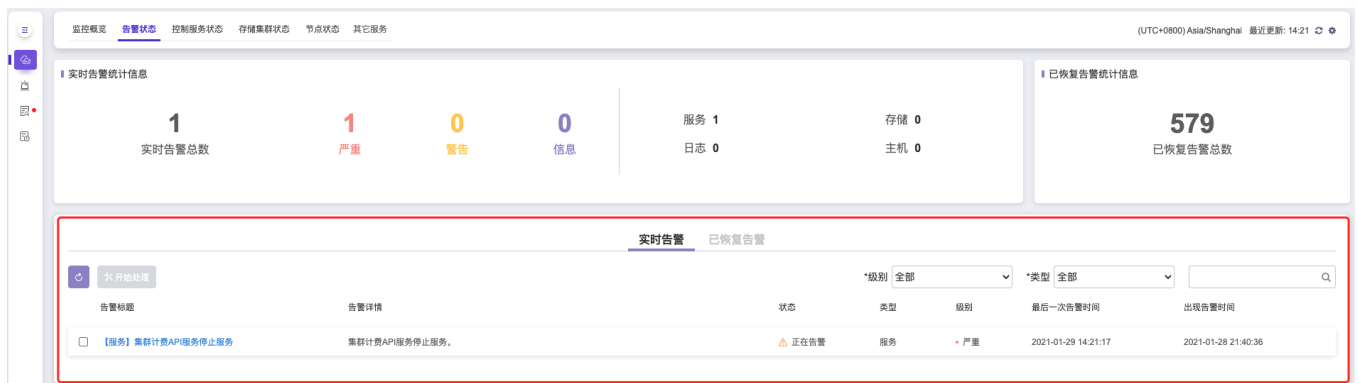 监控概览 告警状态 控制服务状态 存储集群状态 节点状态 其它服务 (UTC+0800) Asia/Shanghai 最近更新: 14:21
实时告警统计信息 已恢复告警统计信息
1 1 0 0 服务 1 存储 0 579
实时告警总数 严重 警告 信息 日志 0 主机 0 已恢复告警总数
实时告警 已恢复告警
开始处理 *级别 全部 *类型 全部
告警标题 告警详情 状态 类型 级别 最后一次告警时间 出现告警时间
【服务】集群计费API服务停止服务 集群计费API服务停止服务。 正在告警 服务 严重 2021-01-29 14:21:17 2021-01-28 21:40:36